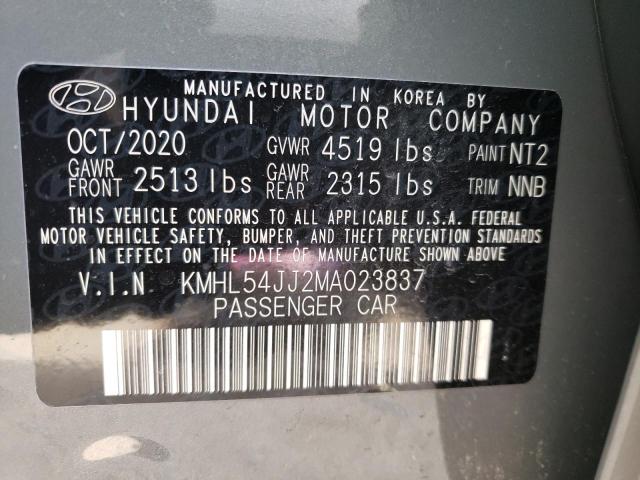 MANUFACTURED IN KOREA BY
HYUNDAI MOTOR COMPANY
OCT/2020 GVWR 4519 lbs PAINT NT2
GAWR FRONT 2513 lbs GAWR REAR 2315 lbs TRIM NNB
THIS VEHICLE CONFORMS TO ALL APPLICABLE U.S.A. FEDERAL
MOTOR VEHICLE SAFETY, BUMPER, AND THEFT PREVENTION STANDARDS
IN EFFECT ON THE DATE OF MANUFACTURE SHOWN ABOVE
V.I.N KMHL54JJ2MA023837
PASSENGER CAR